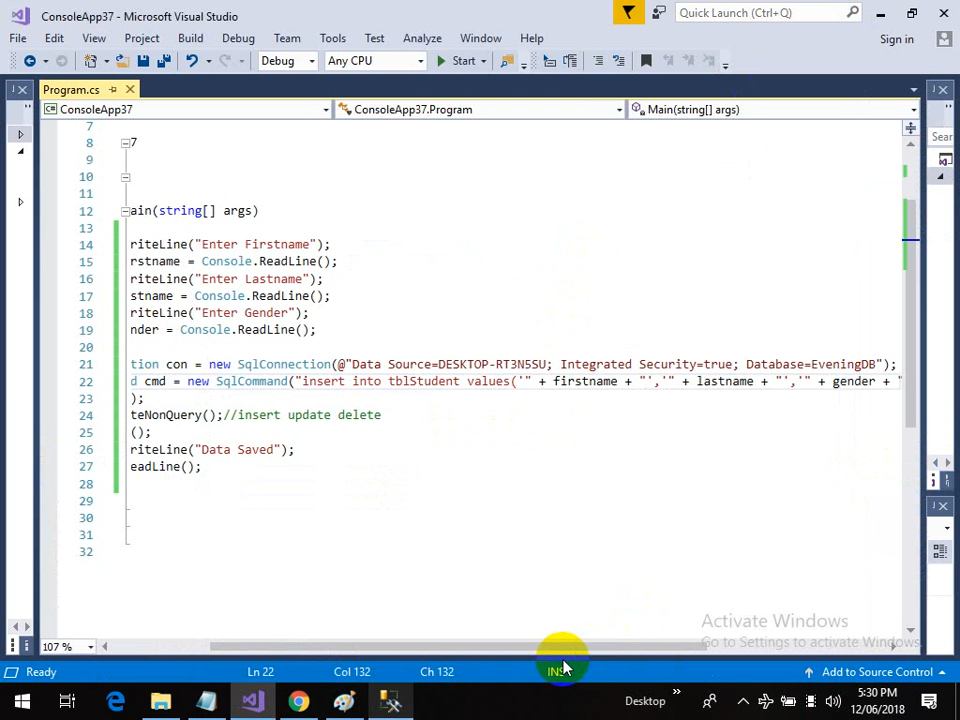 ConsoleApp37 - Microsoft Visual Studio
Quick Launch (Ctrl+Q)
File Edit View Project Build Debug Team Tools Test Analyze Window Help
Sign in
Debug Any CPU Start
Program.cs
ConsoleApp37 ConsoleApp37.Program Main(string[] args)
Sear
7
8 7
9
10
11
12 ain(string[] args)
13
14 riteLine("Enter Firstname");
15 rstname = Console.ReadLine();
16 riteLine("Enter Lastname");
17 stname = Console.ReadLine();
18 riteLine("Enter Gender");
19 nder = Console.ReadLine();
20
21 tion con = new SqlConnection(@"Data Source=DESKTOP-RT3N5SU; Integrated Security=true; Database=EveningDB");
22 d cmd = new SqlCommand("insert into tblStudent values('" + firstname + "','" + lastname + "','" + gender + "
23 );
24 teNonQuery();//insert update delete
25 ();
26 riteLine("Data Saved");
27 eadLine();
28
29
30
31
32
Activate Windows
Go to Settings to activate Windows.
107 %
Ready Ln 22 Col 132 Ch 132 INS Add to Source Control
Desktop
5:30 PM
12/06/2018